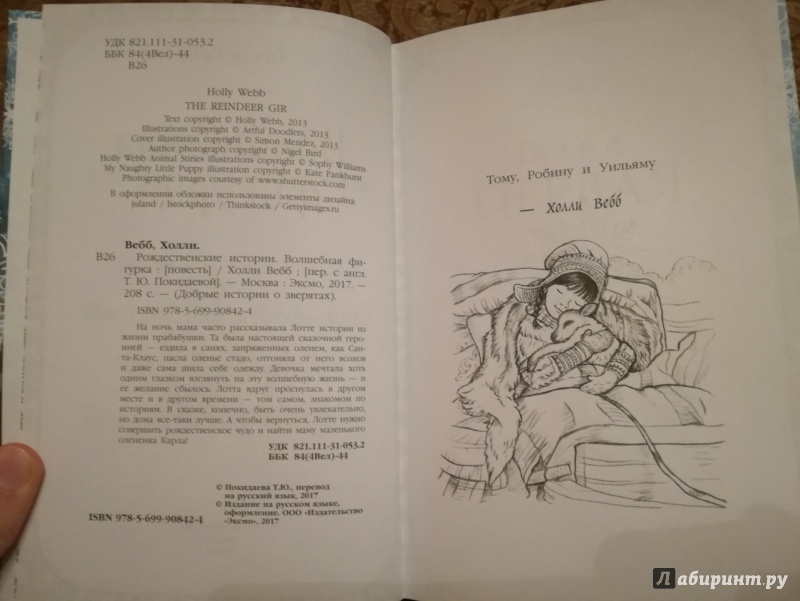 УДК 821.111-31-053.2
ББК 84(4Вел)-44
В26
Holly Webb
THE REINDEER GIR
Text copyright © Holly Webb, 2013
Illustrations copyright © Artful Doodlers, 2013
Cover illustration copyright © Simon Mendez, 2013
Author photograph copyright © Nigel Bird
Holly Webb Animal Stiries illustrations copyright © Sophy Williams
My Naughty Little Puppy illustration copyright © Kate Pankhurst
Photographic images courtesy of www.shutterstock.com
В оформлении обложки использованы элементы дизайна:
juland / Istockphoto / Thinkstock / Gettyimages.ru
Вебб, Холли.
В26 Рождественские истории. Волшебная фи-
гурка : [повесть] / Холли Вебб ; [пер. с англ.
Т. Ю. Покидаевой]. — Москва : Эксмо, 2017. —
208 с. — (Добрые истории о зверятах).
ISBN 978-5-699-90842-4
На ночь мама часто рассказывала Лотте истории из
жизни прабабушки. Та была настоящей сказочной геро-
иней — ездила в санях, запряженных оленем, как Сан-
та-Клаус, пасла оленье стадо, отгоняла от него волков
и даже сама шила себе одежду. Девочка мечтала хоть
одним глазком взглянуть на эту волшебную жизнь — и
ее желание сбылось. Лотта вдруг проснулась в другом
месте и в другом времени — том самом, знакомом по
историям. В сказке, конечно, быть очень увлекательно,
но дома все-таки лучше. А чтобы вернуться, Лотте нужно
совершить рождественское чудо и найти маму маленького
олененка Карла!
УДК 821.111-31-053.2
ББК 84(4Вел)-44
© Покидаева Т.Ю., перевод
на русский язык, 2017
© Издание на русском языке,
оформление. ООО «Издательство
«Эксмо», 2017
ISBN 978-5-699-90842-4
Тому, Робину и Уильяму
— Холли Вебб
Лабиринт.ру